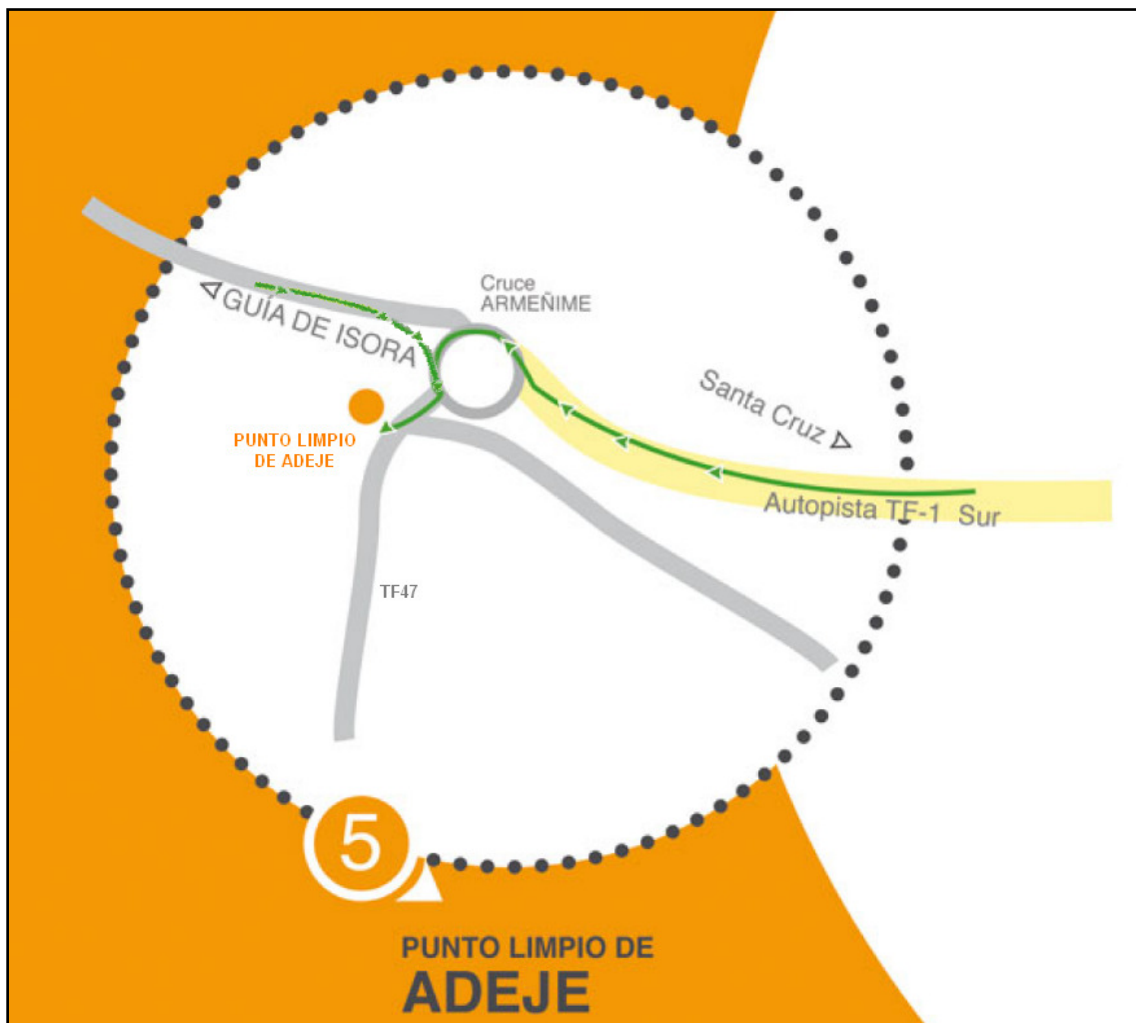 Cruce
ARMEÑIME
GUÍA DE ISORA
Santa Cruz
PUNTO LIMPIO
DE ADEJE
Autopista TF-1 Sur
TF47
5
PUNTO LIMPIO DE
ADEJE